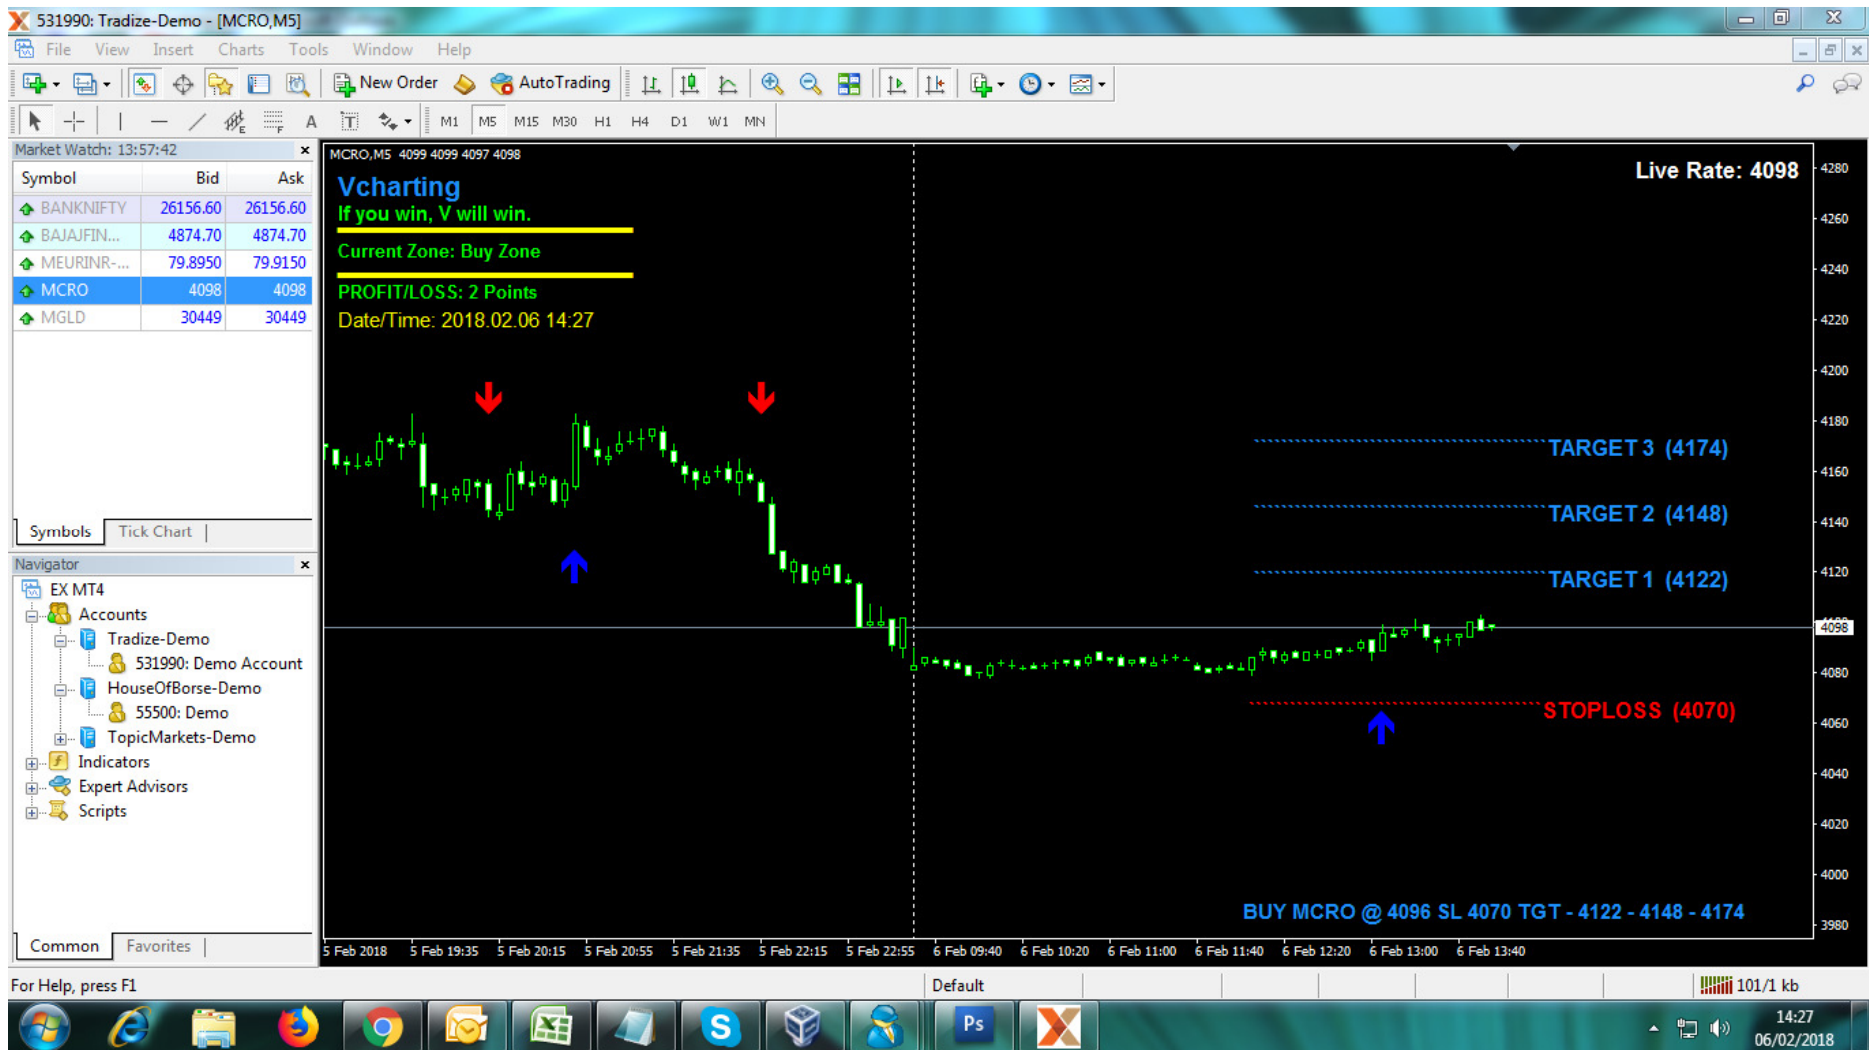 531990: Tradize-Demo - [MCRO,M5]
File View Insert Charts Tools Window Help
New Order AutoTrading
A T M1 M5 M15 M30 H1 H4 D1 W1 MN
Market Watch: 13:57:42
Symbol Bid Ask
BANKNIFTY 26156.60 26156.60
BAJAJFIN... 4874.70 4874.70
MEURINR-... 79.8950 79.9150
MCRO 4098 4098
MGLD 30449 30449
Symbols Tick Chart
Navigator
EX MT4
Accounts
Tradize-Demo
531990: Demo Account
HouseOfBorse-Demo
55500: Demo
TopicMarkets-Demo
Indicators
Expert Advisors
Scripts
Common Favorites
MCRO,M5 4099 4099 4097 4098
Vcharting
If you win, V will win.
Current Zone: Buy Zone
PROFIT/LOSS: 2 Points
Date/Time: 2018.02.06 14:27
Live Rate: 4098
TARGET 3 (4174)
TARGET 2 (4148)
TARGET 1 (4122)
STOPLOSS (4070)
BUY MCRO @ 4096 SL 4070 TGT - 4122 - 4148 - 4174
4280
4260
4240
4220
4200
4180
4160
4140
4120
4098
4080
4060
4040
4020
4000
3980
5 Feb 2018 5 Feb 19:35 5 Feb 20:15 5 Feb 20:55 5 Feb 21:35 5 Feb 22:15 5 Feb 22:55 6 Feb 09:40 6 Feb 10:20 6 Feb 11:00 6 Feb 11:40 6 Feb 12:20 6 Feb 13:00 6 Feb 13:40
For Help, press F1 Default 101/1 kb
S Ps
14:27
06/02/2018